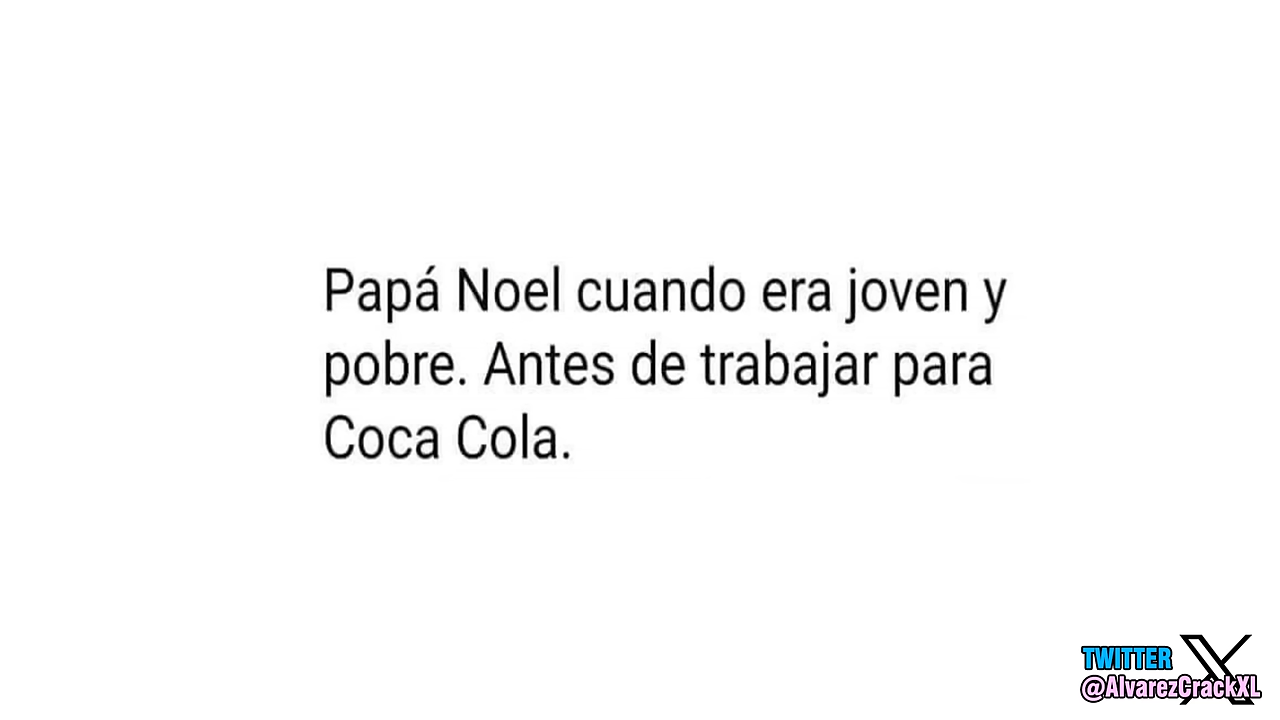 Papá Noel cuando era joven y
pobre. Antes de trabajar para
Coca Cola.
TWITTER
@AlvarezCrackXL